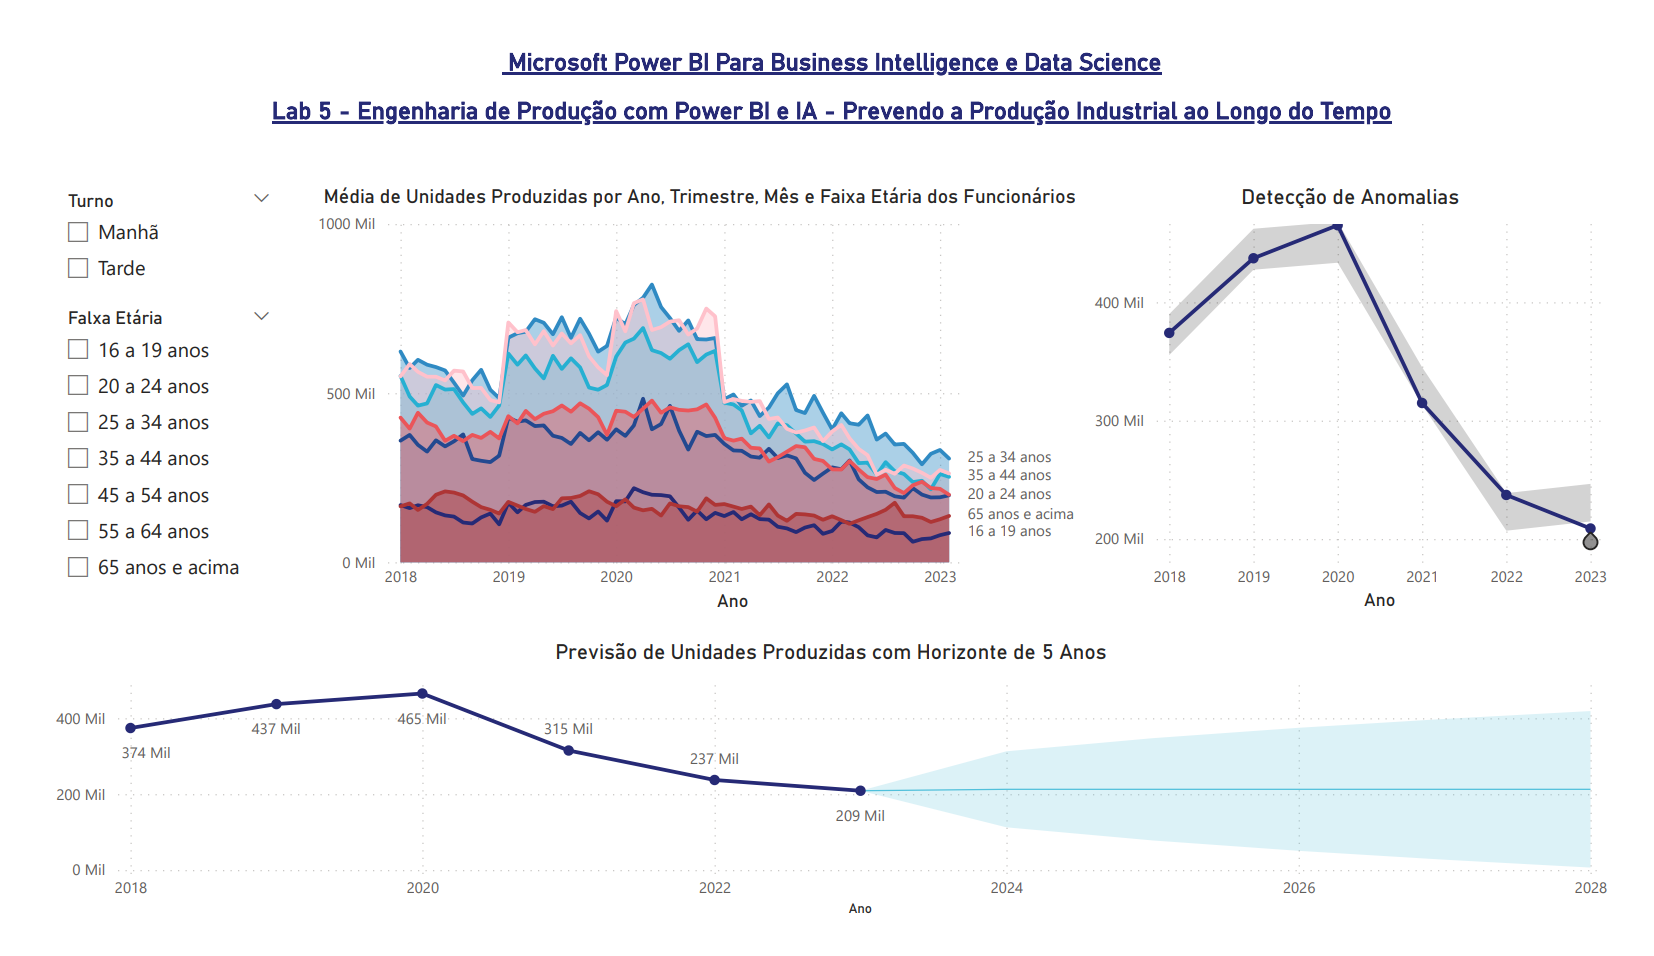 Microsoft Power BI Para Business Intelligence e Data Science
Lab 5 - Engenharia de Produção com Power BI e IA - Prevendo a Produção Industrial ao Longo do Tempo
Turno
Manhã
Tarde
Faixa Etária
16 a 19 anos
20 a 24 anos
25 a 34 anos
35 a 44 anos
45 a 54 anos
55 a 64 anos
65 anos e acima
Média de Unidades Produzidas por Ano, Trimestre, Mês e Faixa Etária dos Funcionários
1000 Mil
500 Mil
0 Mil
2018 2019 2020 2021 2022 2023
Ano
25 a 34 anos
35 a 44 anos
20 a 24 anos
65 anos e acima
16 a 19 anos
Detecção de Anomalias
400 Mil
300 Mil
200 Mil
2018 2019 2020 2021 2022 2023
Ano
Previsão de Unidades Produzidas com Horizonte de 5 Anos
400 Mil
200 Mil
0 Mil
374 Mil
437 Mil
465 Mil
315 Mil
237 Mil
209 Mil
2018 2020 2022 2024 2026 2028
Ano